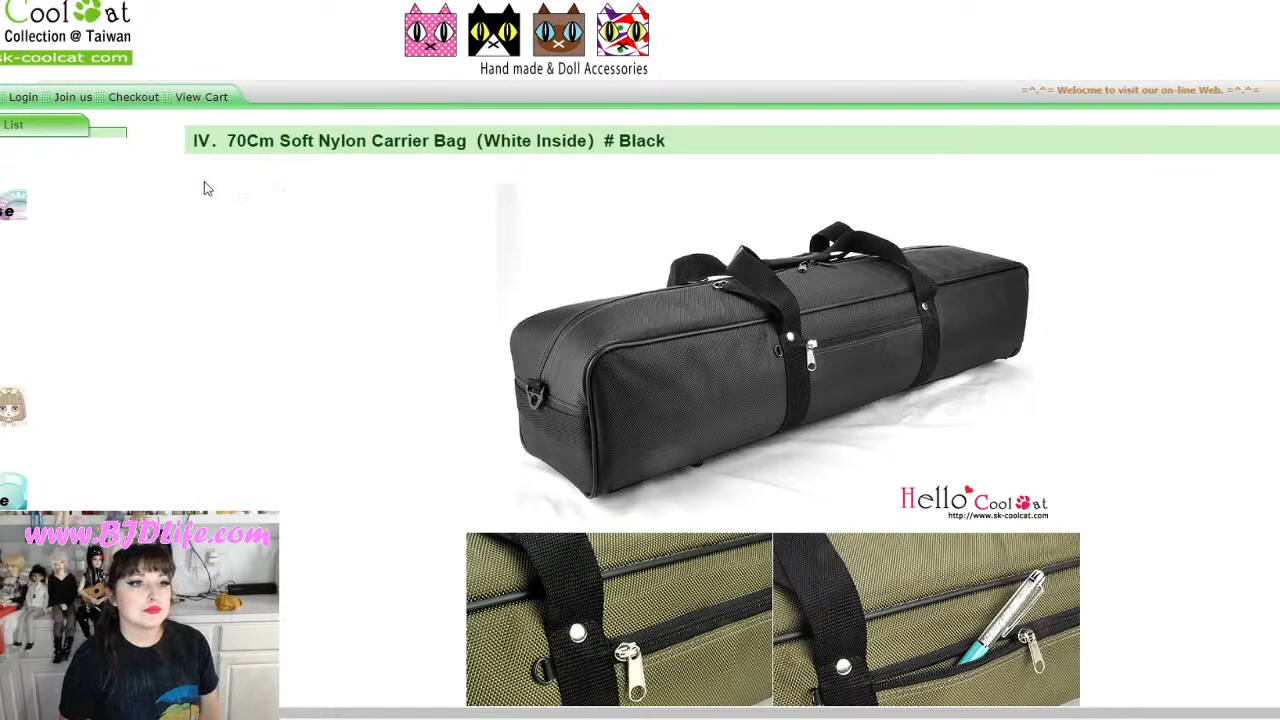 Cool at
Collection @ Taiwan
sk-coolcat com
Hand made & Doll Accessories
Login Join us Checkout View Cart
=^.^= Welocme to visit our on-line Web. =^.^=
List
IV. 70Cm Soft Nylon Carrier Bag（White Inside）# Black
se
Hello Cool at
http://www.sk-coolcat.com
e
www.BJDLife.com